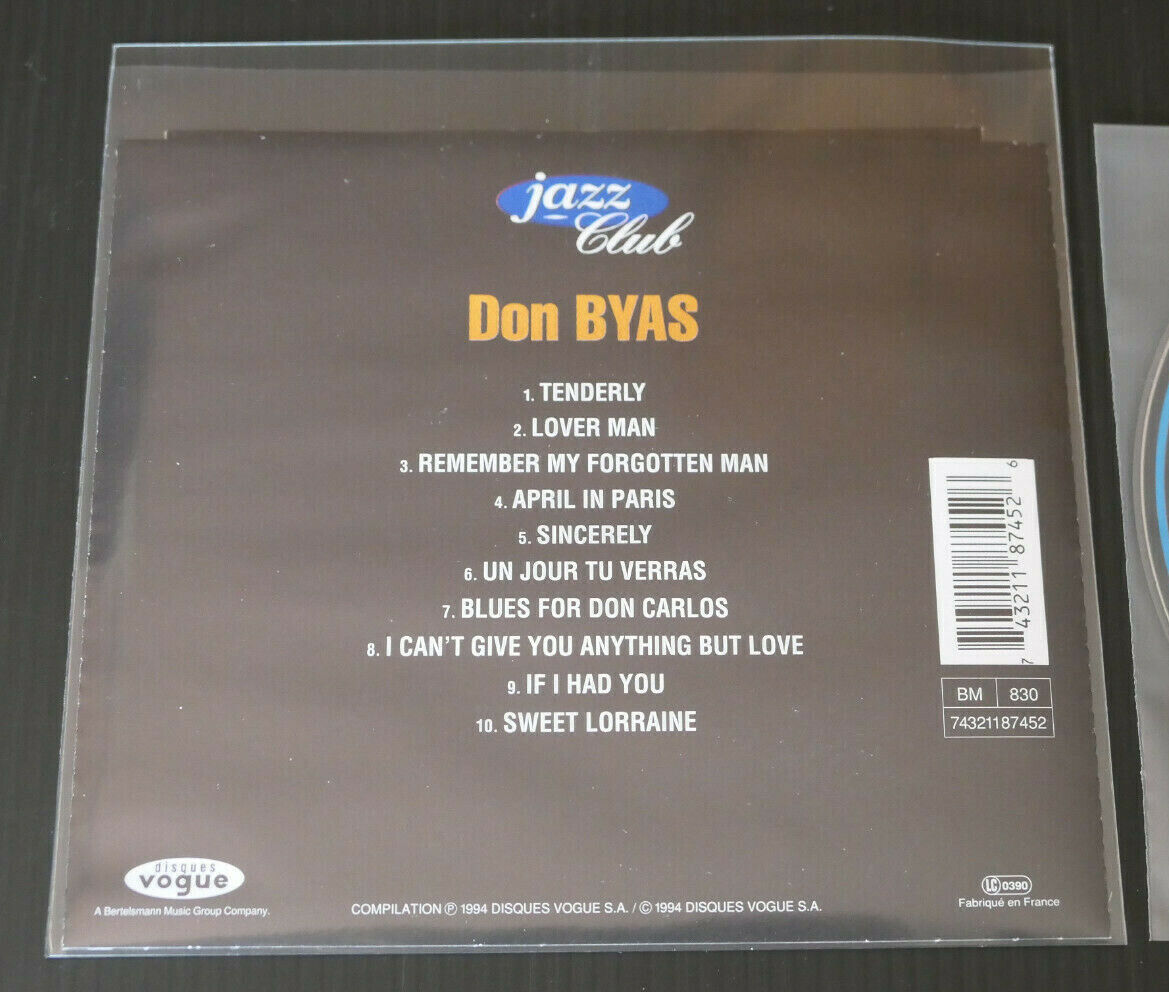 jazz
Club
Don BYAS
1. TENDERLY
2. LOVER MAN
3. REMEMBER MY FORGOTTEN MAN
4. APRIL IN PARIS
5. SINCERELY
6. UN JOUR TU VERRAS
7. BLUES FOR DON CARLOS
8. I CAN'T GIVE YOU ANYTHING BUT LOVE
9. IF I HAD YOU
10. SWEET LORRAINE
7 43211 87452 6
BM 830
74321187452
disques
vogue
A Bertelsmann Music Group Company.
COMPILATION ℗ 1994 DISQUES VOGUE S.A. / © 1994 DISQUES VOGUE S.A.
LC 0390
Fabriqué en France